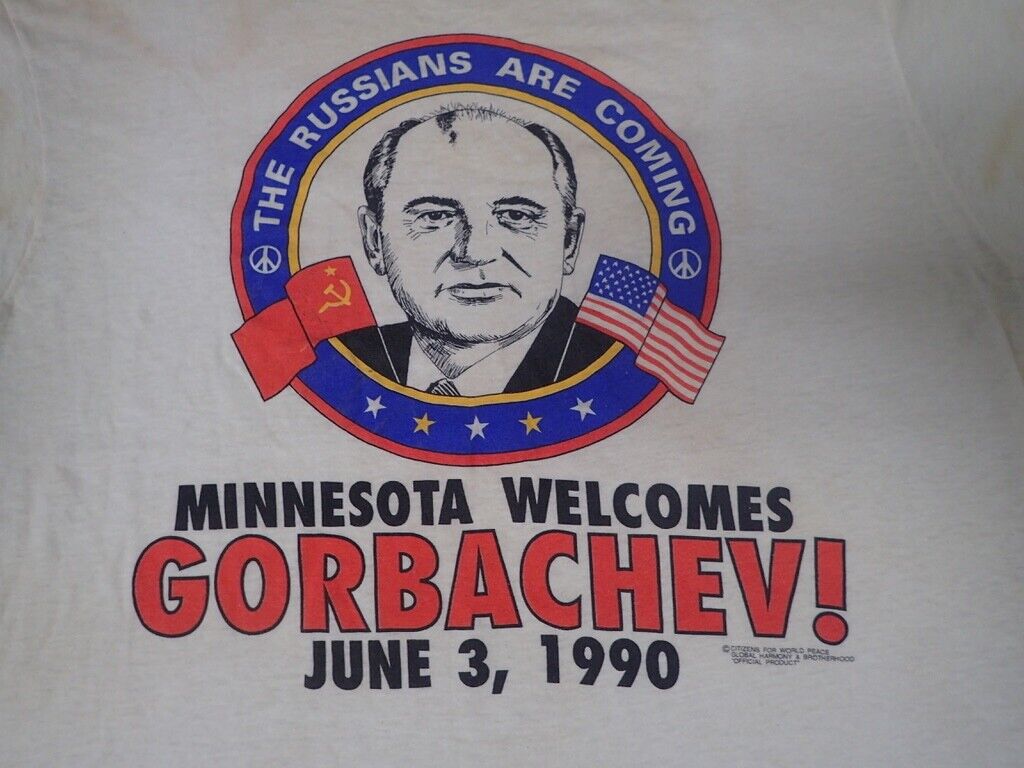 THE RUSSIANS ARE COMING
MINNESOTA WELCOMES
GORBACHEV!
JUNE 3, 1990
© CITIZENS FOR WORLD PEACE
GLOBAL HARMONY & BROTHERHOOD
"OFFICIAL PRODUCT"